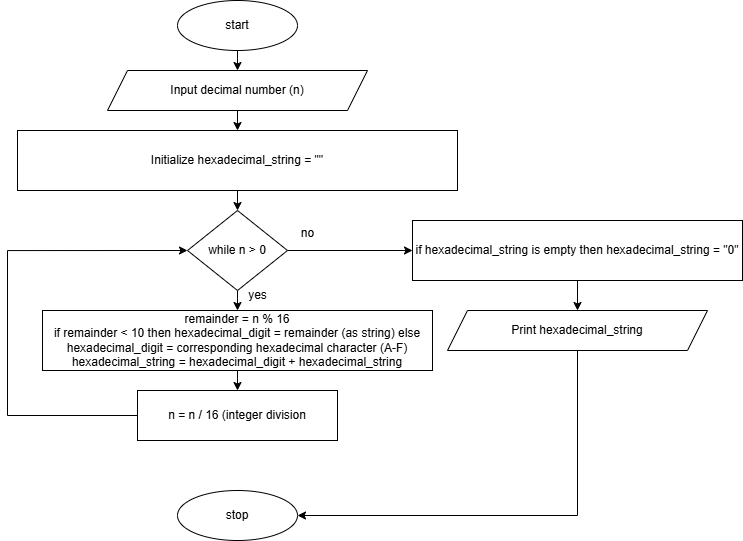 start
Input decimal number (n)
Initialize hexadecimal_string = ""
while n > 0
no
if hexadecimal_string is empty then hexadecimal_string = "0"
yes
remainder = n % 16
if remainder < 10 then hexadecimal_digit = remainder (as string) else
hexadecimal_digit = corresponding hexadecimal character (A-F)
hexadecimal_string = hexadecimal_digit + hexadecimal_string
Print hexadecimal_string
n = n / 16 (integer division
stop